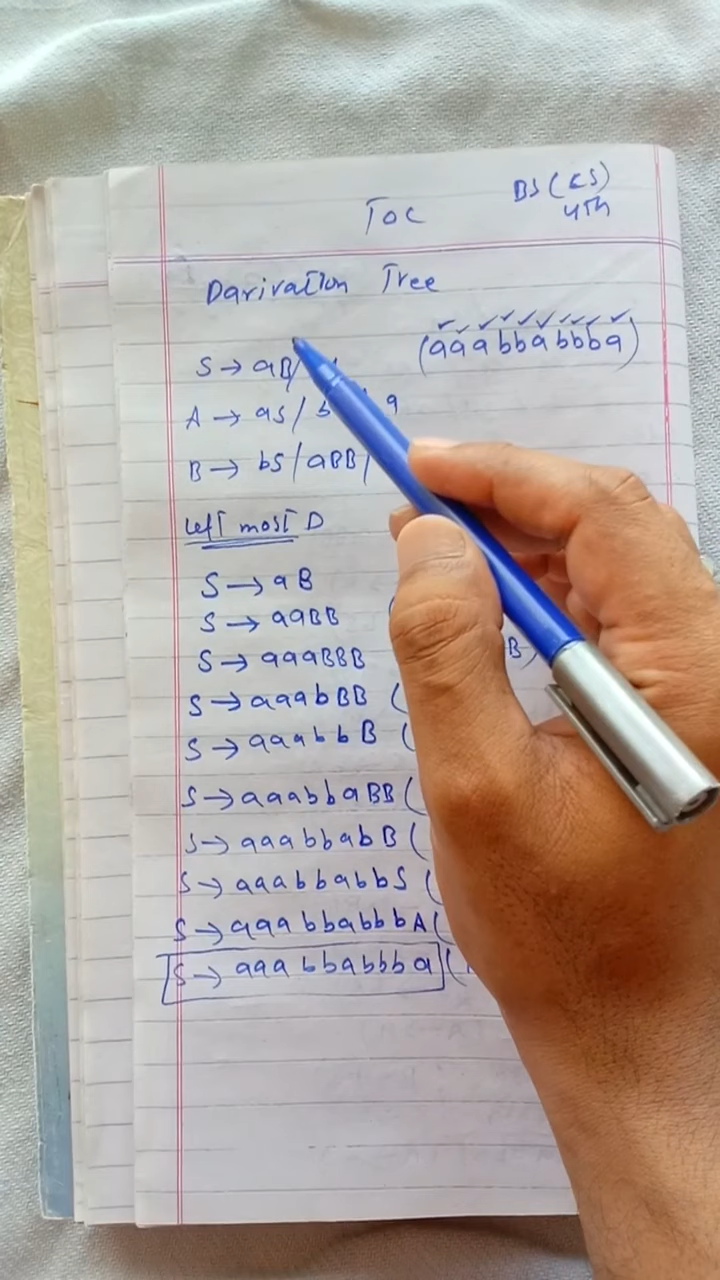 BS (CS)
4Th
Toc
Darivation Tree
S → aB/
(aaabbabbba)
A → as / b a
B → bS/aBB/
Left most D
S → aB
S → aaBB
S → aaaBBB B)
S → aaabBB (
S → aaabbB (
S → aaabbaBB (
S → aaabbabB (
S → aaabbabbS (
S → aaabbabbbA (
S → aaabbabbba (